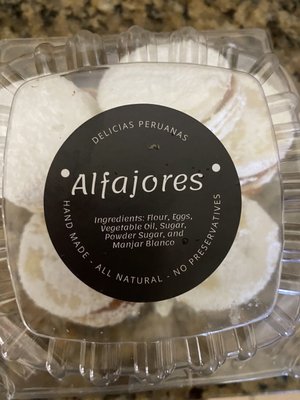 DELICIAS PERUANAS
Alfajores
Ingredients: Flour, Eggs,
Vegetable Oil, Sugar,
Powder Sugar, and
Manjar Blanco
HAND MADE - ALL NATURAL - NO PRESERVATIVES